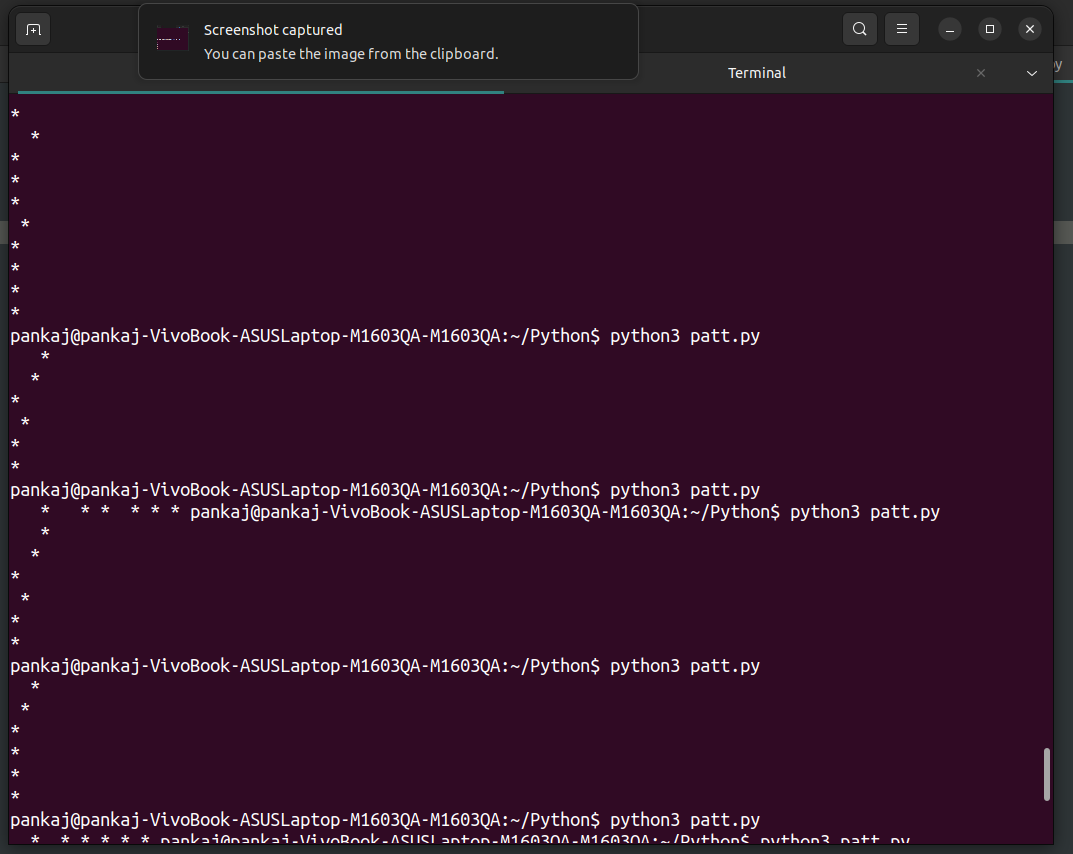 Screenshot captured
You can paste the image from the clipboard.
Terminal
py
*
  *
*
*
*
 *
*
*
*
*
pankaj@pankaj-VivoBook-ASUSLaptop-M1603QA-M1603QA:~/Python$ python3 patt.py
   *
  *
*
 *
*
*
pankaj@pankaj-VivoBook-ASUSLaptop-M1603QA-M1603QA:~/Python$ python3 patt.py
   *   * *  * * * pankaj@pankaj-VivoBook-ASUSLaptop-M1603QA-M1603QA:~/Python$ python3 patt.py
   *
  *
*
 *
*
*
pankaj@pankaj-VivoBook-ASUSLaptop-M1603QA-M1603QA:~/Python$ python3 patt.py
  *
 *
*
*
*
*
pankaj@pankaj-VivoBook-ASUSLaptop-M1603QA-M1603QA:~/Python$ python3 patt.py
  *  * * * * * pankaj@pankaj-VivoBook-ASUSLaptop-M1603QA-M1603QA:~/Python$ python3 patt.py